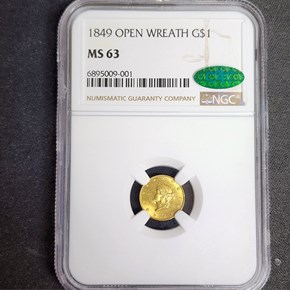 1849 OPEN WREATH G$1
MS 63
6895009-001
NUMISMATIC GUARANTY COMPANY
NGC